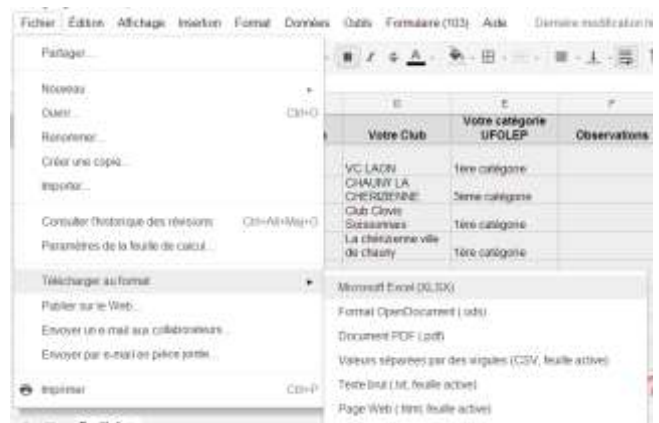 Fichier Édition Affichage Insertion Format Données Outils Formulaire (103) Aide Dernière modification
Partager...
Nouveau
Ouvrir... Ctrl+O
Renommer...
Créer une copie...
Importer...
Consulter l'historique des révisions Ctrl+Alt+Maj+G
Paramètres de la feuille de calcul...
Télécharger au format
Publier sur le Web...
Envoyer un e-mail aux collaborateurs...
Envoyer par e-mail en pièce jointe...
Imprimer Ctrl+P
E F
Votre Club Votre catégorie UFOLEP Observations
VC LAON 1ère catégorie
CHAUNY LA
CHERIZIENNE 3ème catégorie
Club Clovis
Soissonnais 1ère catégorie
La chérizienne ville
de chauny 1ère catégorie
Microsoft Excel (XLSX)
Format OpenDocument (.ods)
Document PDF (.pdf)
Valeurs séparées par des virgules (CSV, feuille active)
Texte brut (.txt, feuille active)
Page Web (.html, feuille active)